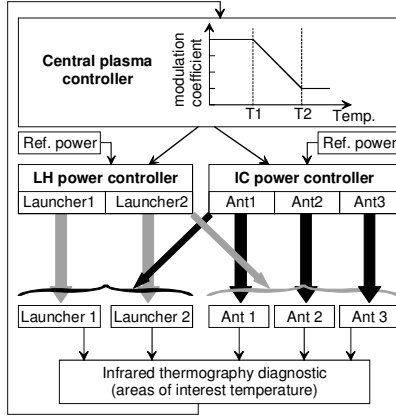 Central plasma
controller
modulation
coefficient
T1 T2 Temp.
Ref. power
Ref. power
LH power controller
IC power controller
Launcher1 Launcher2
Ant1 Ant2 Ant3
Launcher 1 Launcher 2 Ant 1 Ant 2 Ant 3
Infrared thermography diagnostic
(areas of interest temperature)